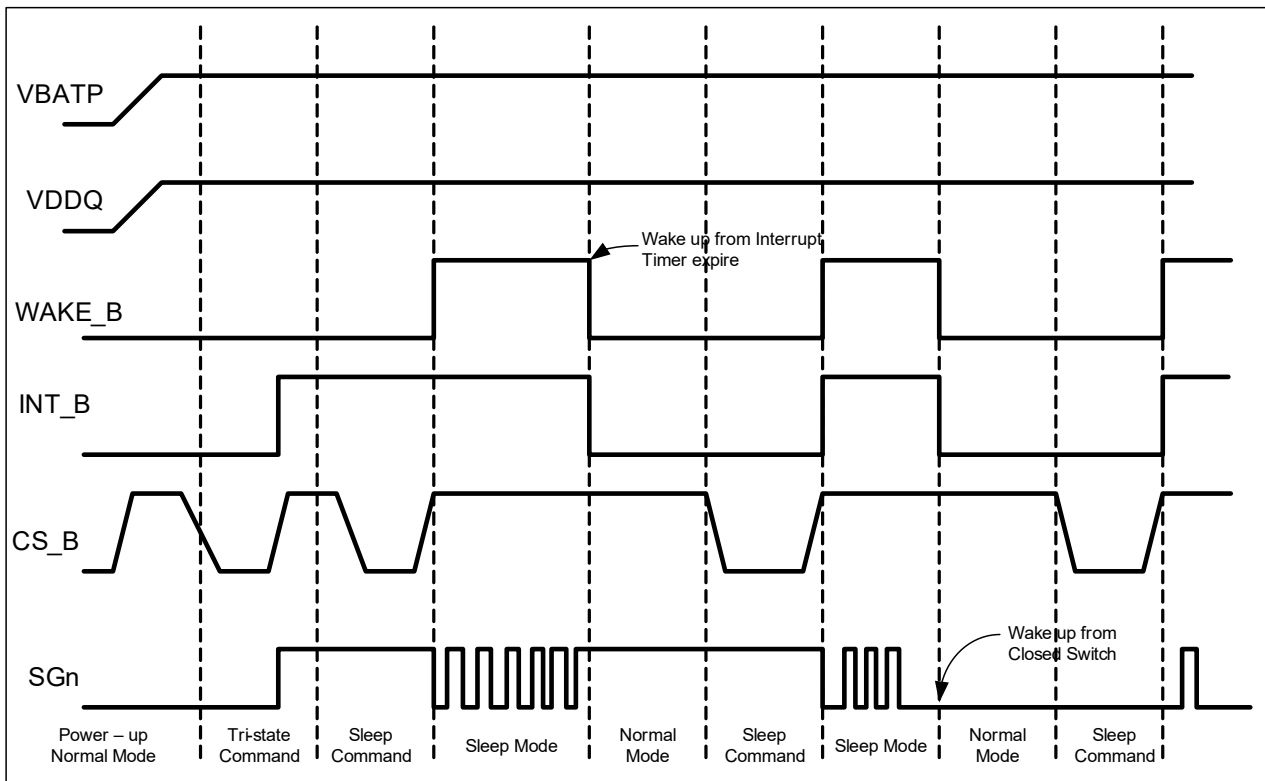 VBATP
VDDQ
Wake up from Interrupt
Timer expire
WAKE_B
INT_B
CS_B
Wake up from
Closed Switch
SGn
Power – up
Normal Mode
Tri-state
Command
Sleep
Command
Sleep Mode
Normal
Mode
Sleep
Command
Sleep Mode
Normal
Mode
Sleep
Command